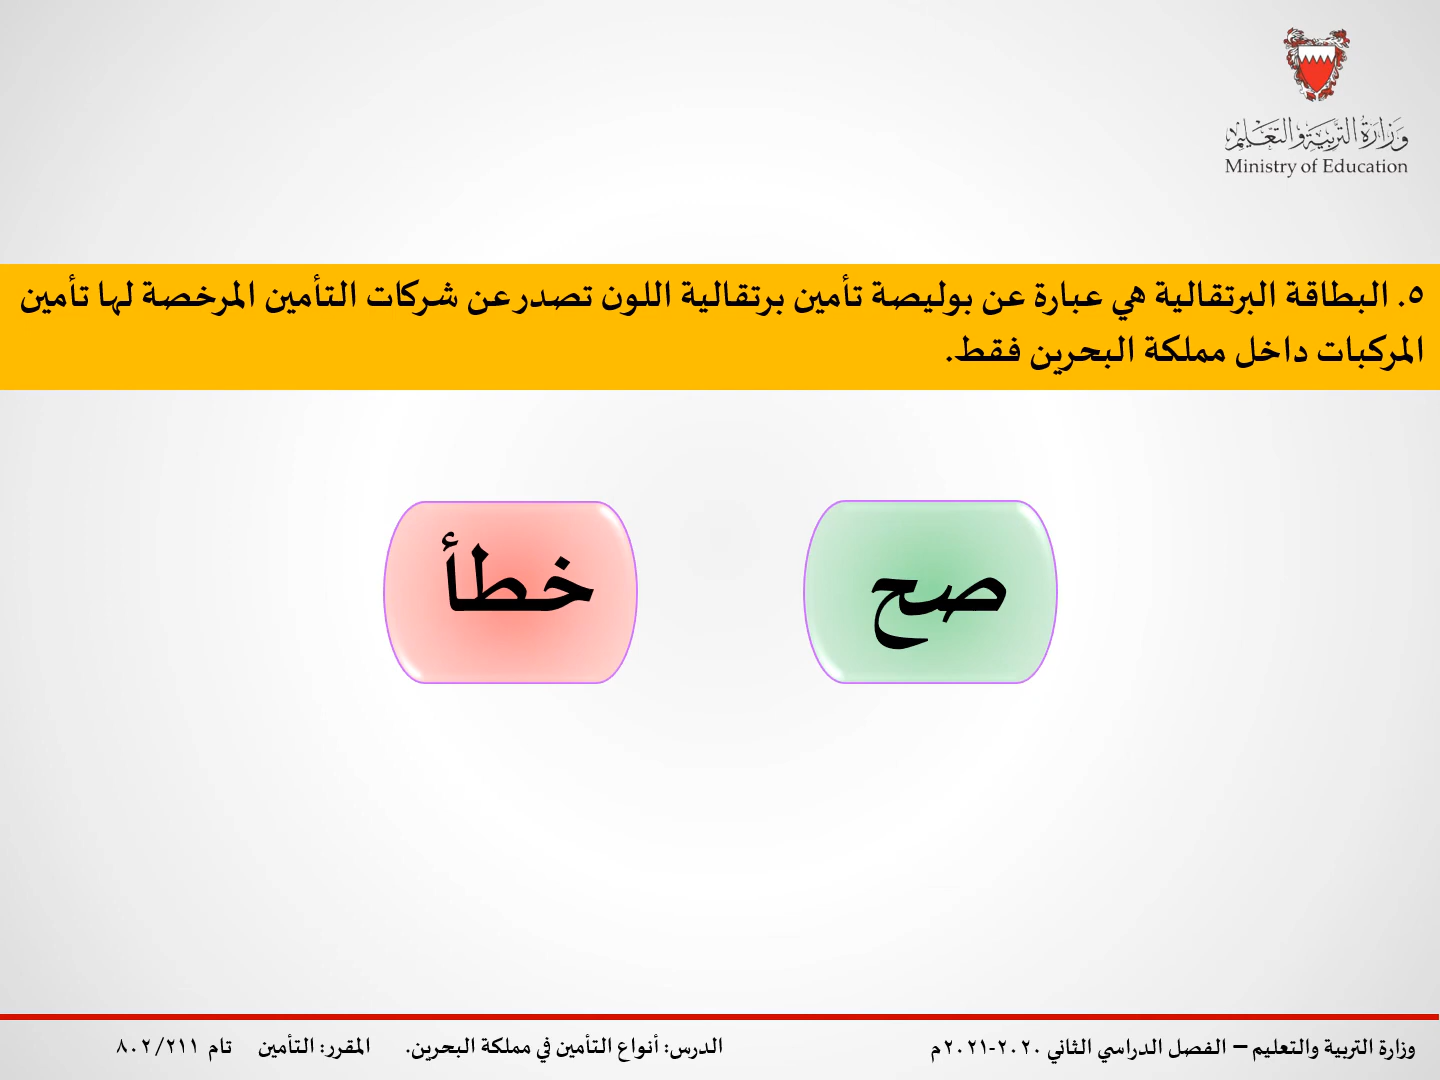 وزارة التربية والتعليم
Ministry of Education
٥. البطاقة البرتقالية هي عبارة عن بوليصة تأمين برتقالية اللون تصدر عن شركات التأمين المرخصة لها تأمين
المركبات داخل مملكة البحرين فقط.
صح
خطأ
وزارة التربية والتعليم – الفصل الدراسي الثاني ٢٠٢٠-٢٠٢١م الدرس: أنواع التأمين في مملكة البحرين. المقرر: التأمين تام ٢١١/٨٠٢